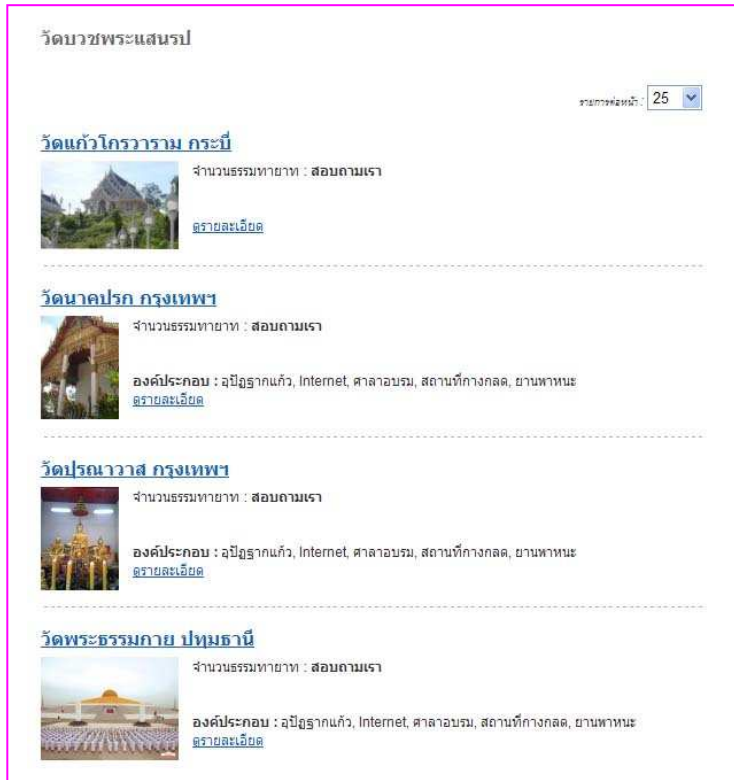 วัดบวชพระแสนรูป
รายการต่อหน้า : 25
วัดแก้วโกรวาราม กระบี่
จำนวนธรรมทายาท : สอบถามเรา
ดูรายละเอียด
วัดนาคปรก กรุงเทพฯ
จำนวนธรรมทายาท : สอบถามเรา
องค์ประกอบ : อุปัฏฐากแก้ว, Internet, ศาลาอบรม, สถานที่กางกลด, ยานพาหนะ
ดูรายละเอียด
วัดปุรณาวาส กรุงเทพฯ
จำนวนธรรมทายาท : สอบถามเรา
องค์ประกอบ : อุปัฏฐากแก้ว, Internet, ศาลาอบรม, สถานที่กางกลด, ยานพาหนะ
ดูรายละเอียด
วัดพระธรรมกาย ปทุมธานี
จำนวนธรรมทายาท : สอบถามเรา
องค์ประกอบ : อุปัฏฐากแก้ว, Internet, ศาลาอบรม, สถานที่กางกลด, ยานพาหนะ
ดูรายละเอียด